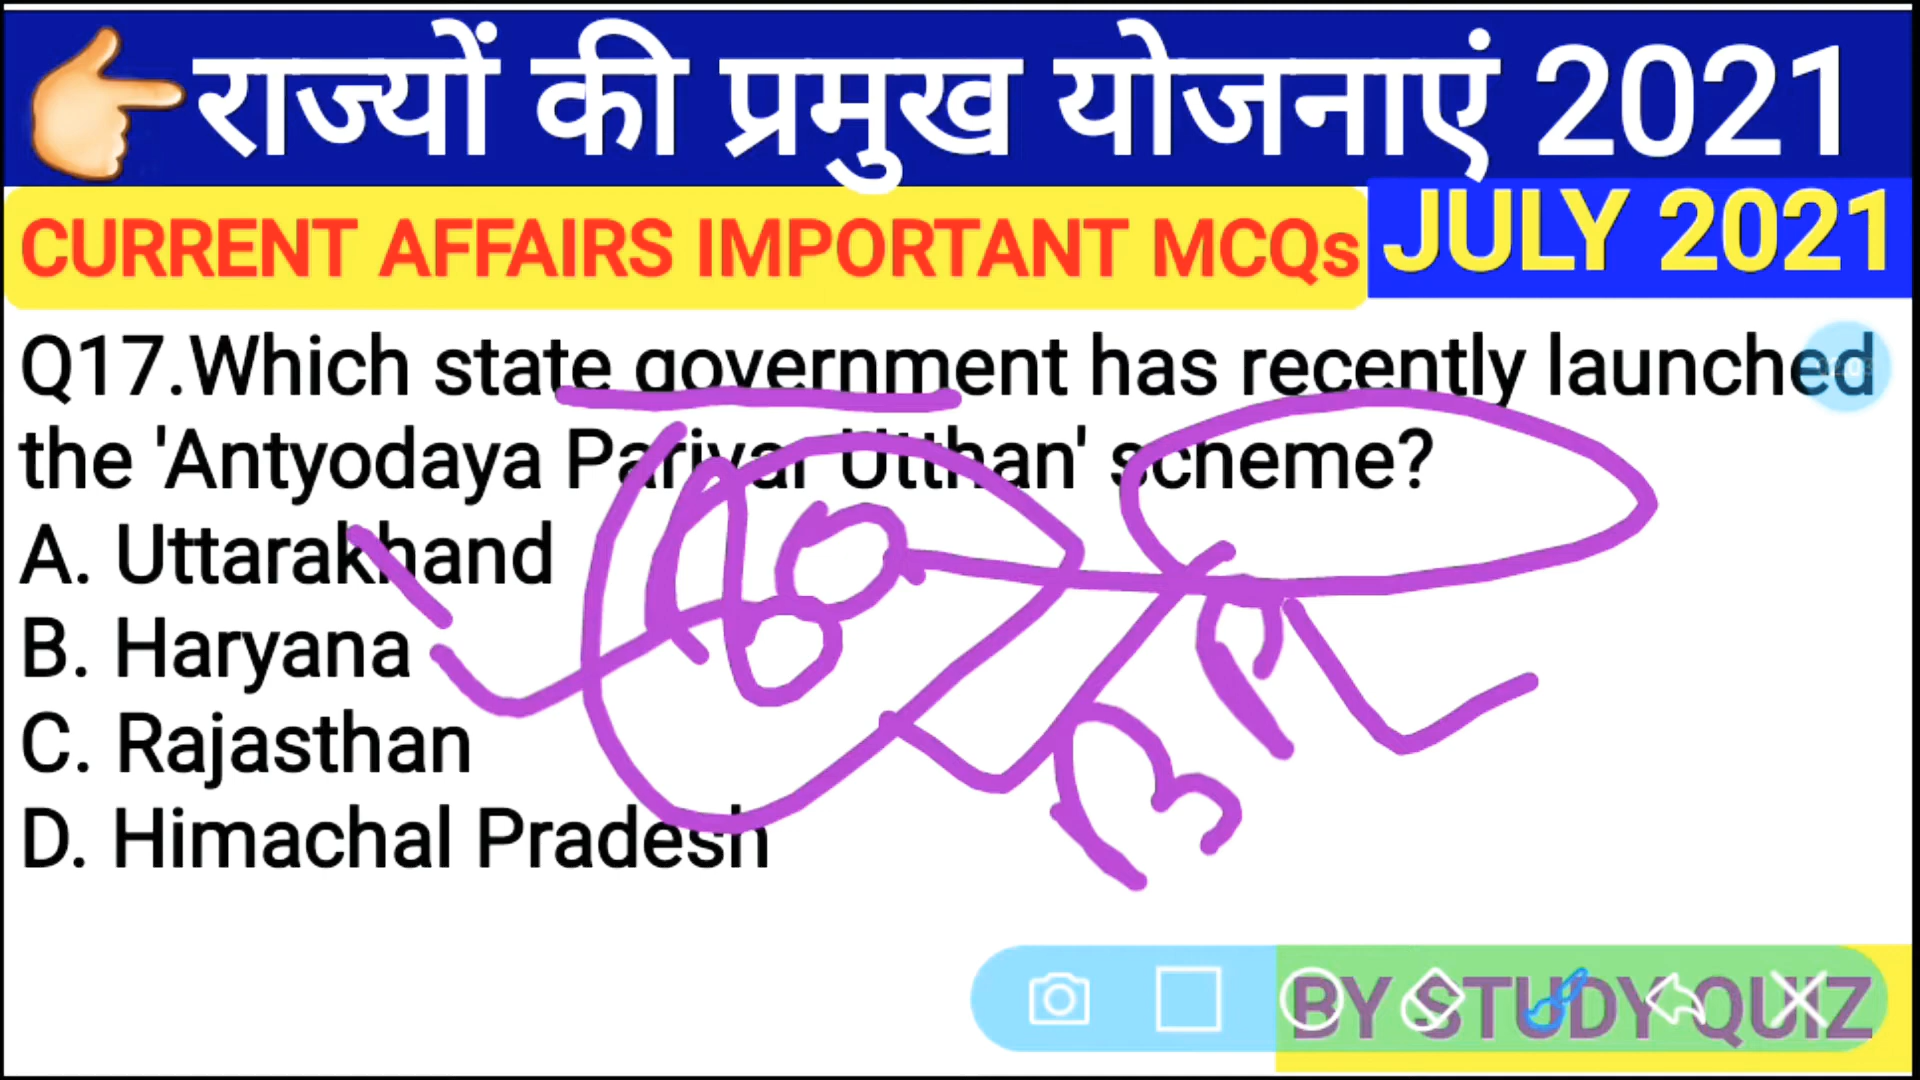 राज्यों की प्रमुख योजनाएं 2021
CURRENT AFFAIRS IMPORTANT MCQs JULY 2021
Q17.Which state government has recently launched
the 'Antyodaya Parivar Utthan' scheme?
A. Uttarakhand
B. Haryana
C. Rajasthan
D. Himachal Pradesh
BY STUDY QUIZ